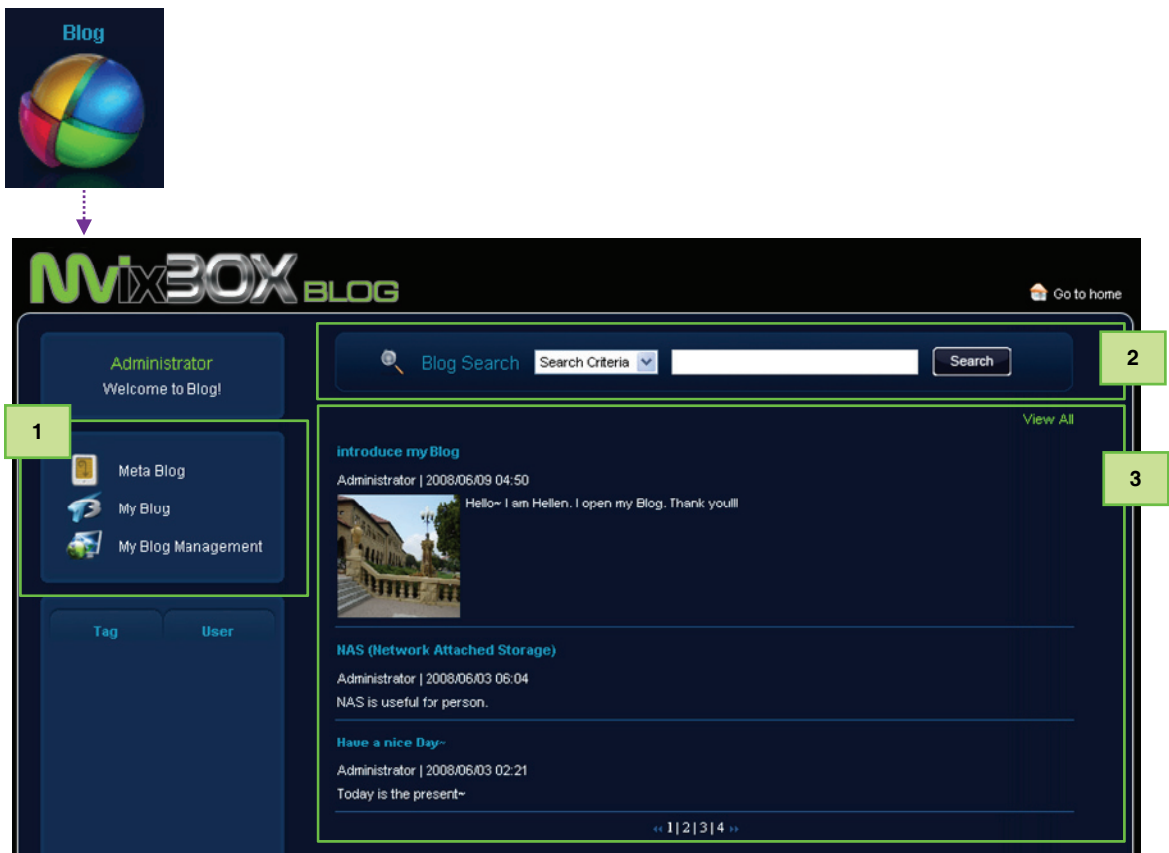 Blog
MvixBOX BLOG
Go to home
Administrator
Welcome to Blog!
Blog Search Search Criteria Search
2
1
View All
Meta Blog
My Blog
My Blog Management
3
introduce my Blog
Administrator | 2008/06/09 04:50
Hello~ I am Hellen. I open my Blog. Thank you!!!
Tag User
NAS (Network Attached Storage)
Administrator | 2008/06/03 06:04
NAS is useful for person.
Have a nice Day~
Administrator | 2008/06/03 02:21
Today is the present~
‹‹ 1|2|3|4 ››